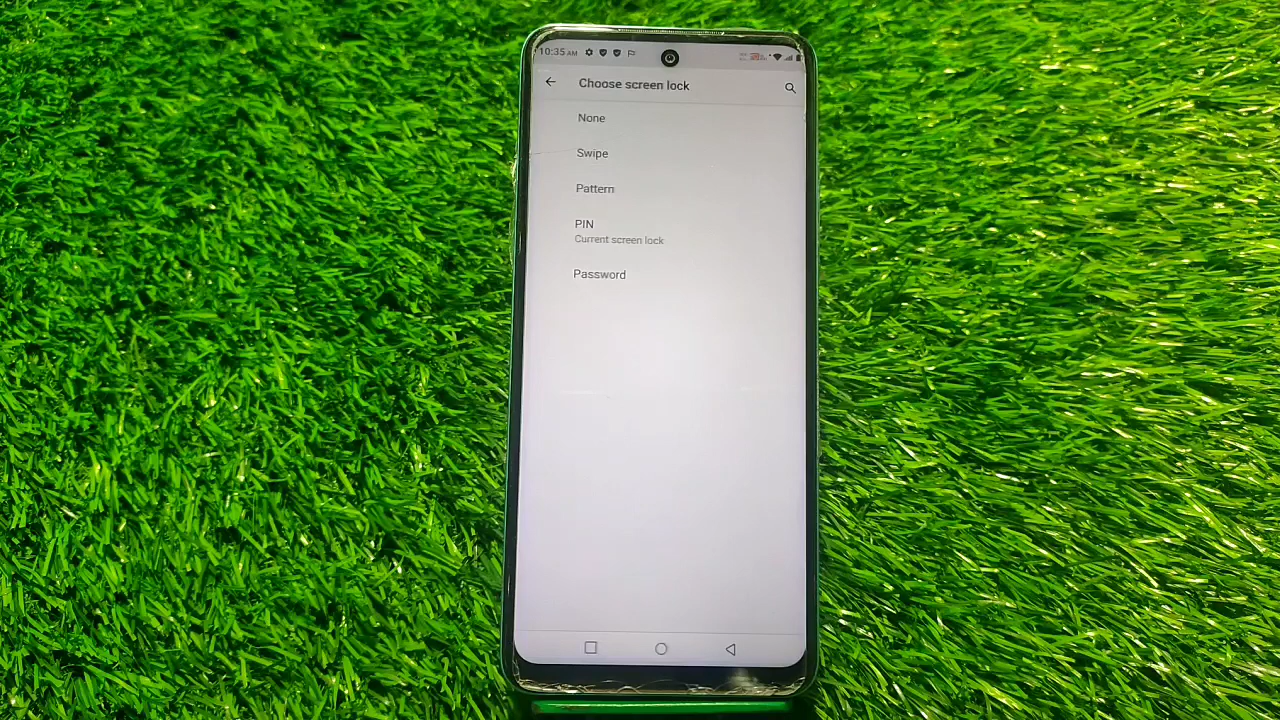 10:35 AM
Choose screen lock
None
Swipe
Pattern
PIN
Current screen lock
Password